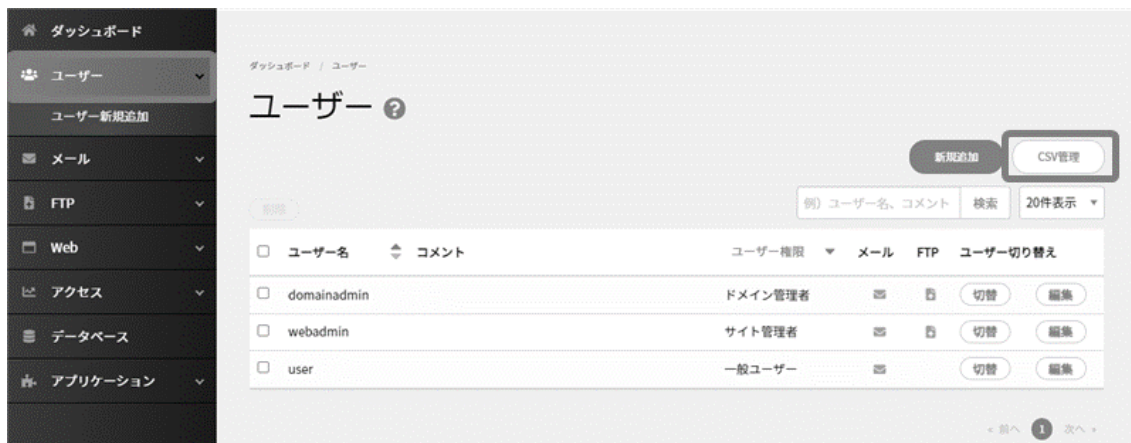 ダッシュボード
ユーザー
ユーザー新規追加
メール
FTP
Web
アクセス
データベース
アプリケーション
ダッシュボード / ユーザー
ユーザー ?
新規追加 CSV管理
削除 例）ユーザー名、コメント 検索 20件表示
ユーザー名 コメント ユーザー権限 メール FTP ユーザー切り替え
domainadmin ドメイン管理者 切替 編集
webadmin サイト管理者 切替 編集
user 一般ユーザー 切替 編集
« 前へ 1 次へ »